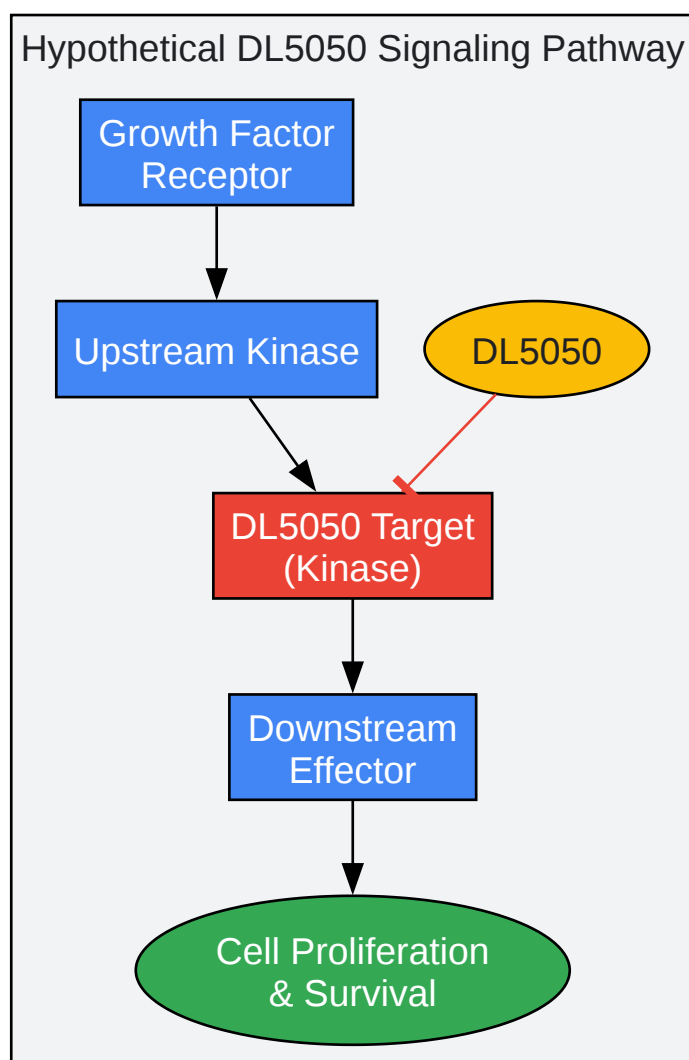 Hypothetical DL5050 Signaling Pathway
Growth Factor
Receptor
Upstream Kinase
DL5050
DL5050 Target
(Kinase)
Downstream
Effector
Cell Proliferation
& Survival